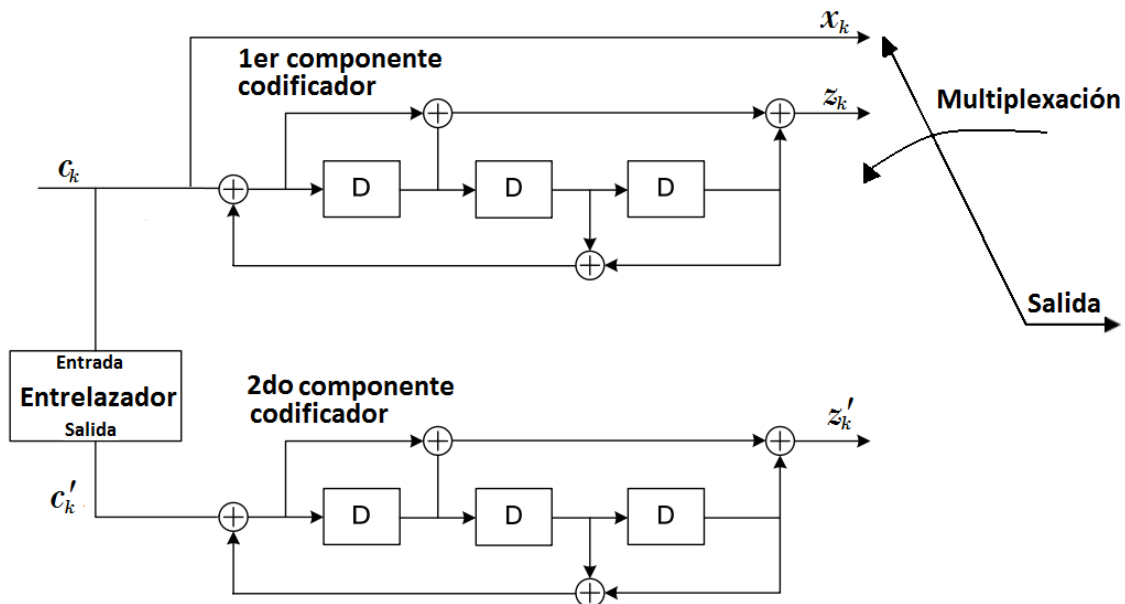 x_k
1er componente
codificador
z_k
Multiplexación
c_k
D D D
Salida
Entrada
Entrelazador
Salida
2do componente
codificador
z'_k
c'_k
D D D